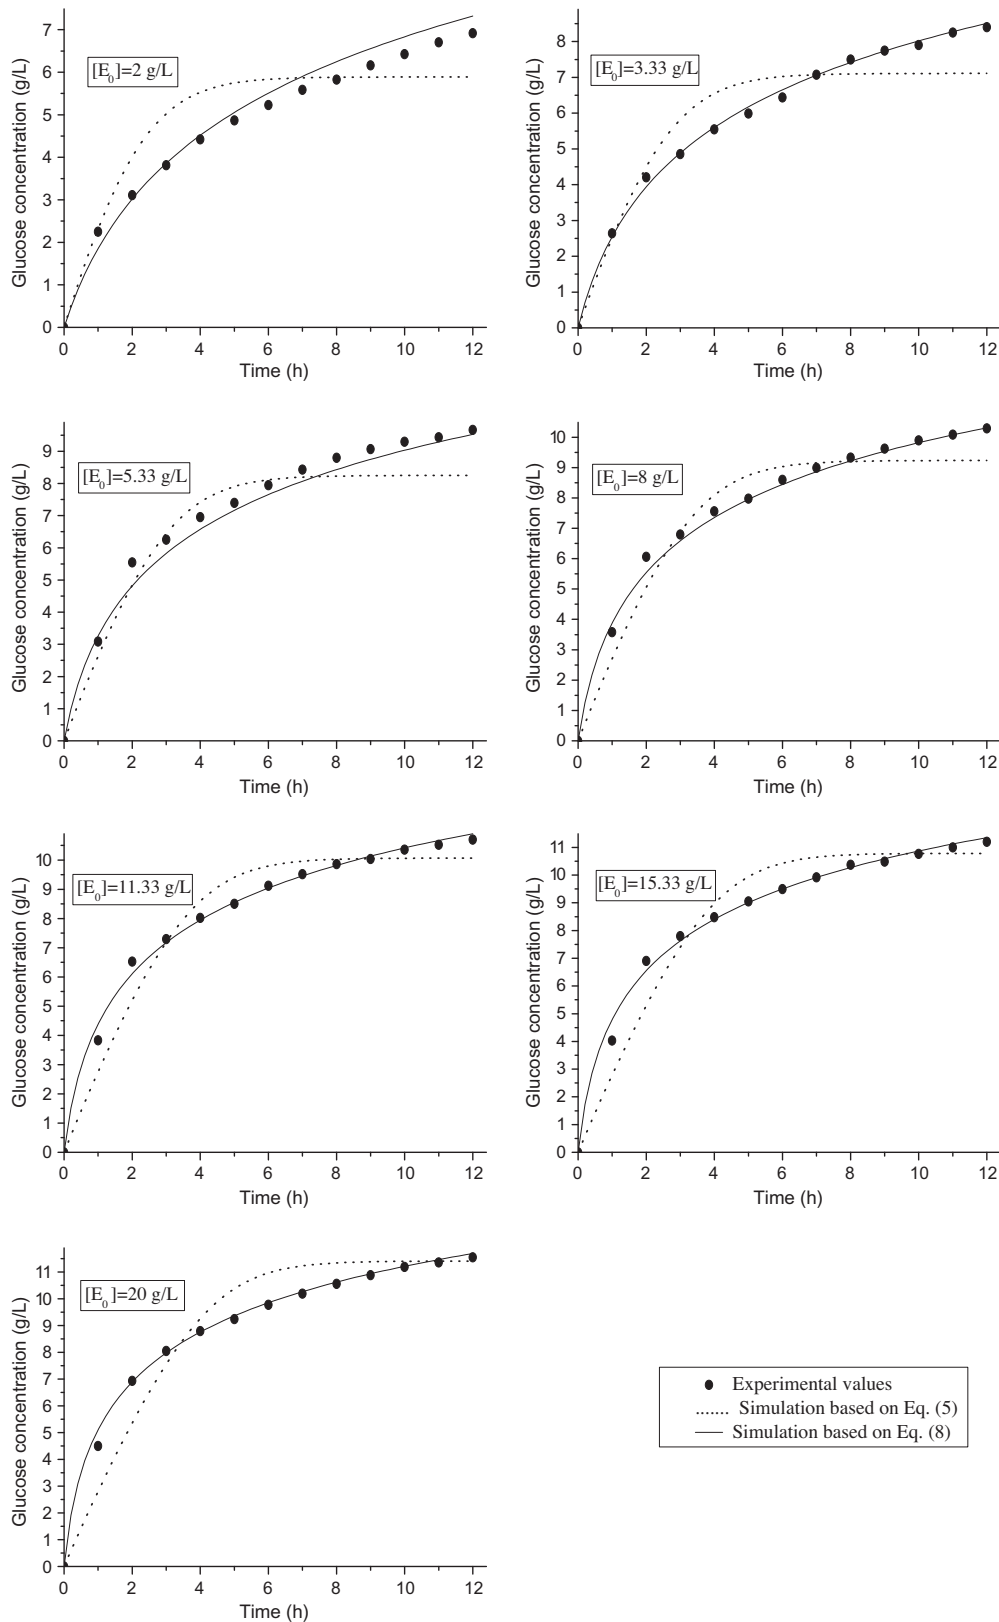 Glucose concentration (g/L)
7
6
5
4
3
2
1
0
[E0]=2 g/L
0 2 4 6 8 10 12
Time (h)
Glucose concentration (g/L)
8
7
6
5
4
3
2
1
0
[E0]=3.33 g/L
0 2 4 6 8 10 12
Time (h)
Glucose concentration (g/L)
9
8
7
6
5
4
3
2
1
0
[E0]=5.33 g/L
0 2 4 6 8 10 12
Time (h)
Glucose concentration (g/L)
10
9
8
7
6
5
4
3
2
1
0
[E0]=8 g/L
0 2 4 6 8 10 12
Time (h)
Glucose concentration (g/L)
10
9
8
7
6
5
4
3
2
1
0
[E0]=11.33 g/L
0 2 4 6 8 10 12
Time (h)
Glucose concentration (g/L)
11
10
9
8
7
6
5
4
3
2
1
0
[E0]=15.33 g/L
0 2 4 6 8 10 12
Time (h)
Glucose concentration (g/L)
11
10
9
8
7
6
5
4
3
2
1
0
[E0]=20 g/L
0 2 4 6 8 10 12
Time (h)
Experimental values
Simulation based on Eq. (5)
Simulation based on Eq. (8)